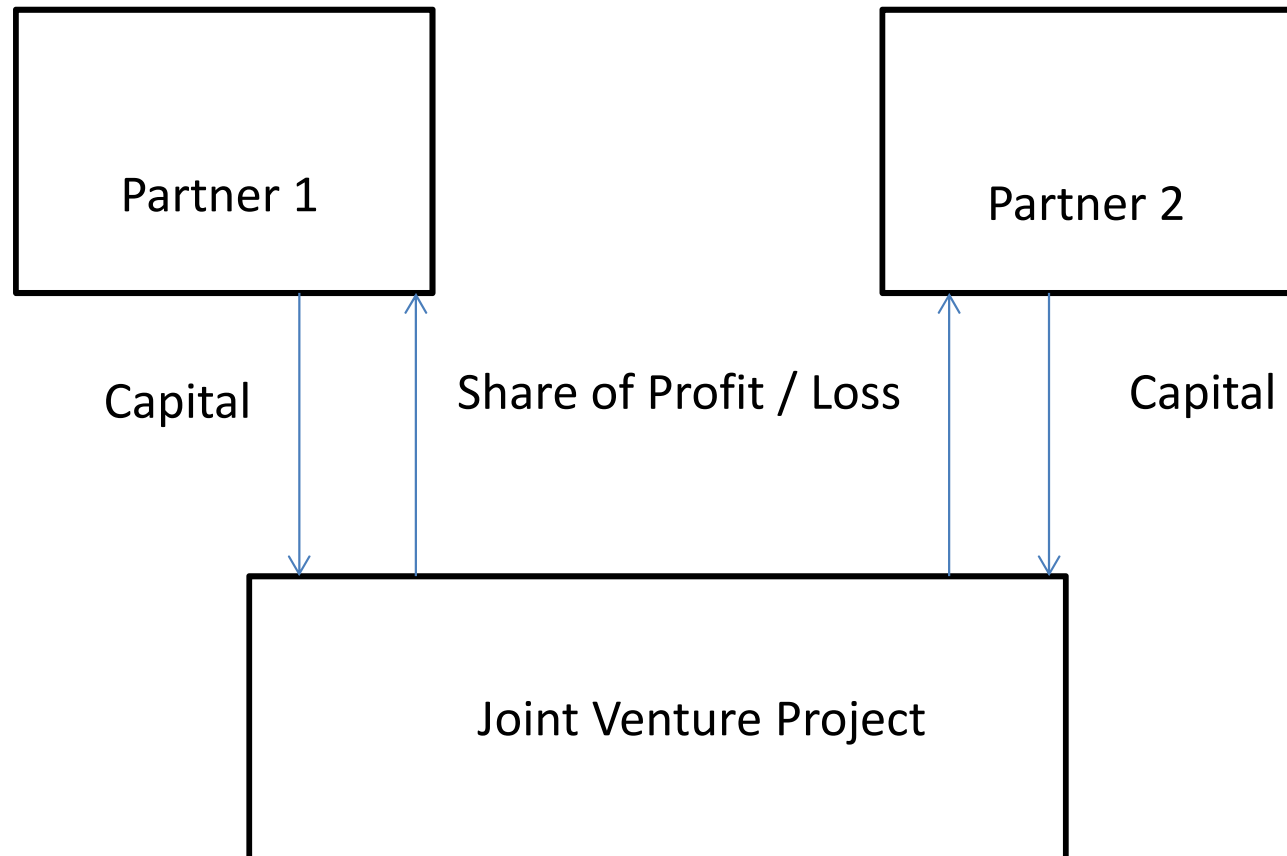 Partner 1
Partner 2
Capital
Share of Profit / Loss
Capital
Joint Venture Project